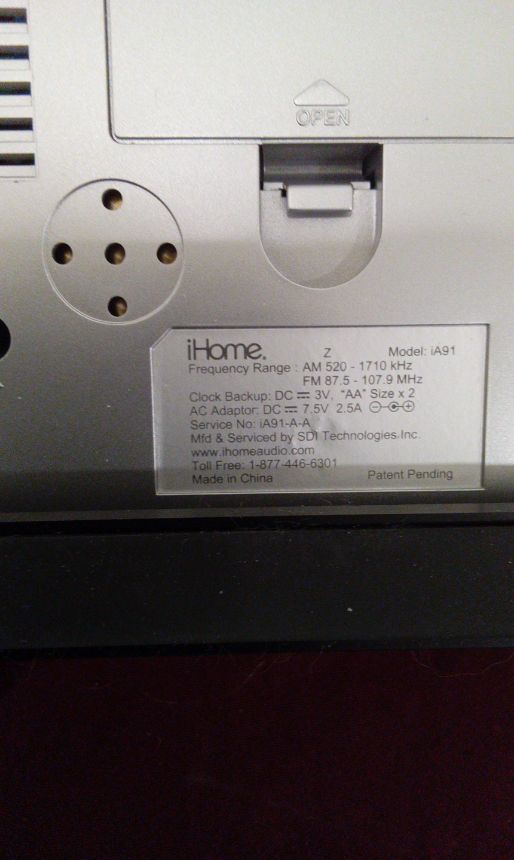 OPEN
iHome.
Z Model: iA91
Frequency Range : AM 520 - 1710 kHz
FM 87.5 - 107.9 MHz
Clock Backup: DC 3V, "AA" Size x 2
AC Adaptor: DC 7.5V 2.5A
Service No: iA91-A-A
Mfd & Serviced by SDI Technologies Inc.
www.ihomeaudio.com
Toll Free: 1-877-446-6301
Made in China Patent Pending